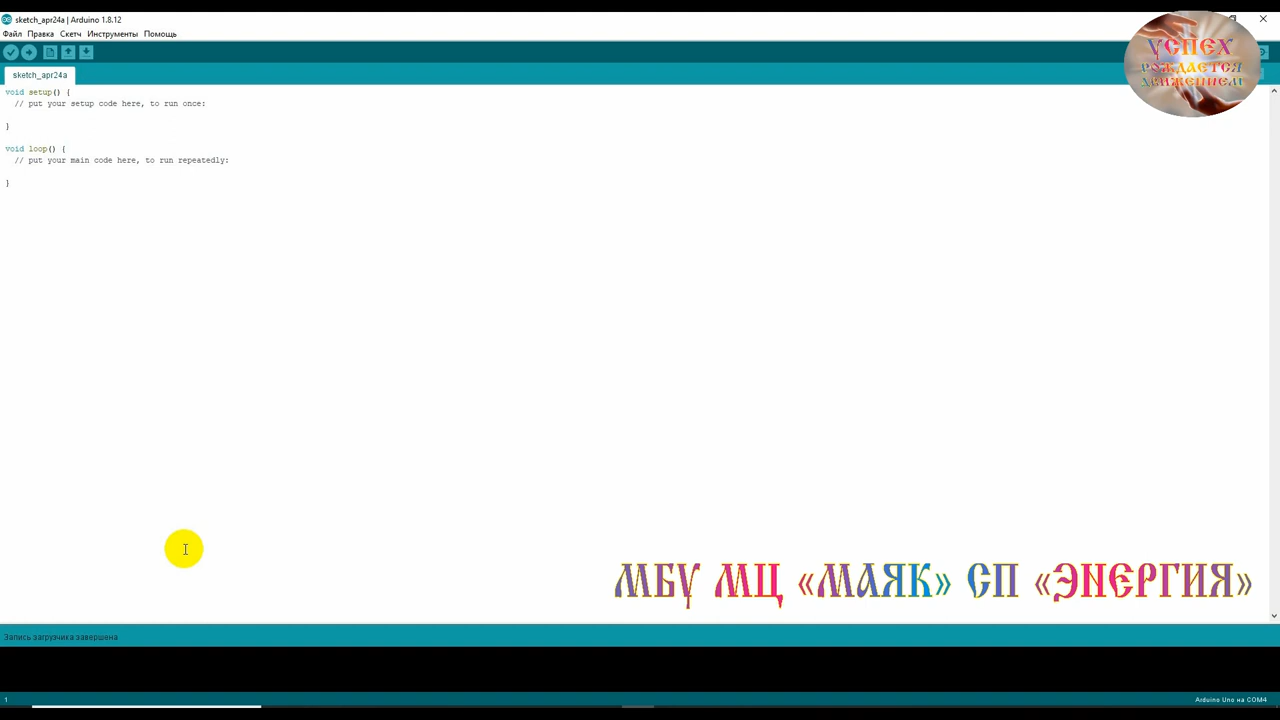 sketch_apr24a | Arduino 1.8.12
Файл Правка Скетч Инструменты Помощь
УСПЕХ
РОЖДАЕТСЯ
ДВИЖЕНИЕМ
sketch_apr24a
void setup() {
// put your setup code here, to run once:
}
void loop() {
// put your main code here, to run repeatedly:
}
МБУ МЦ «МАЯК» СП «ЭНЕРГИЯ»
Запись загрузчика завершена
1
Arduino Uno на COM4